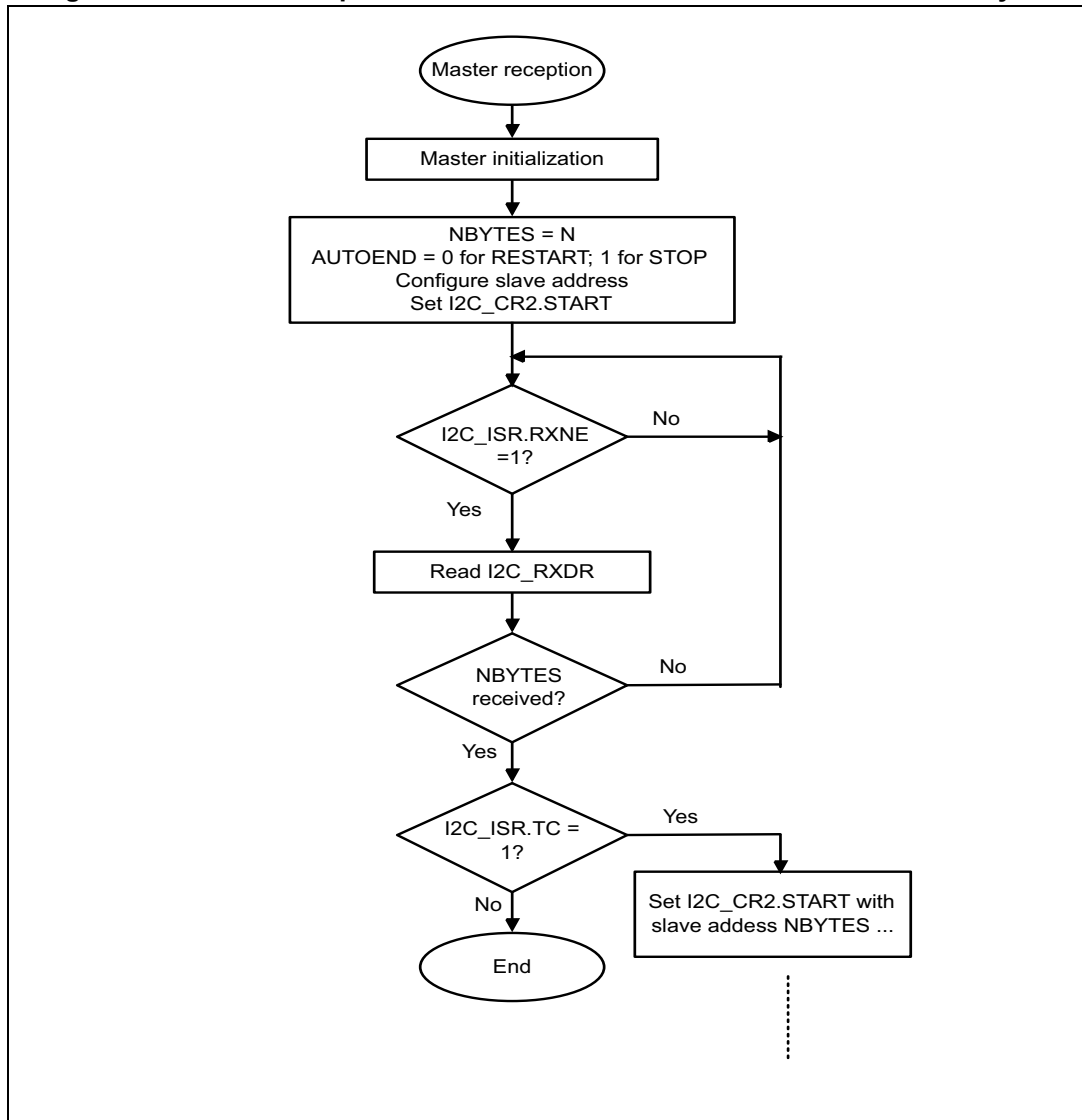 Master reception
Master initialization
NBYTES = N
AUTOEND = 0 for RESTART; 1 for STOP
Configure slave address
Set I2C_CR2.START
I2C_ISR.RXNE
=1?
No
Yes
Read I2C_RXDR
NBYTES
received?
No
Yes
I2C_ISR.TC =
1?
Yes
No
Set I2C_CR2.START with
slave addess NBYTES ...
End